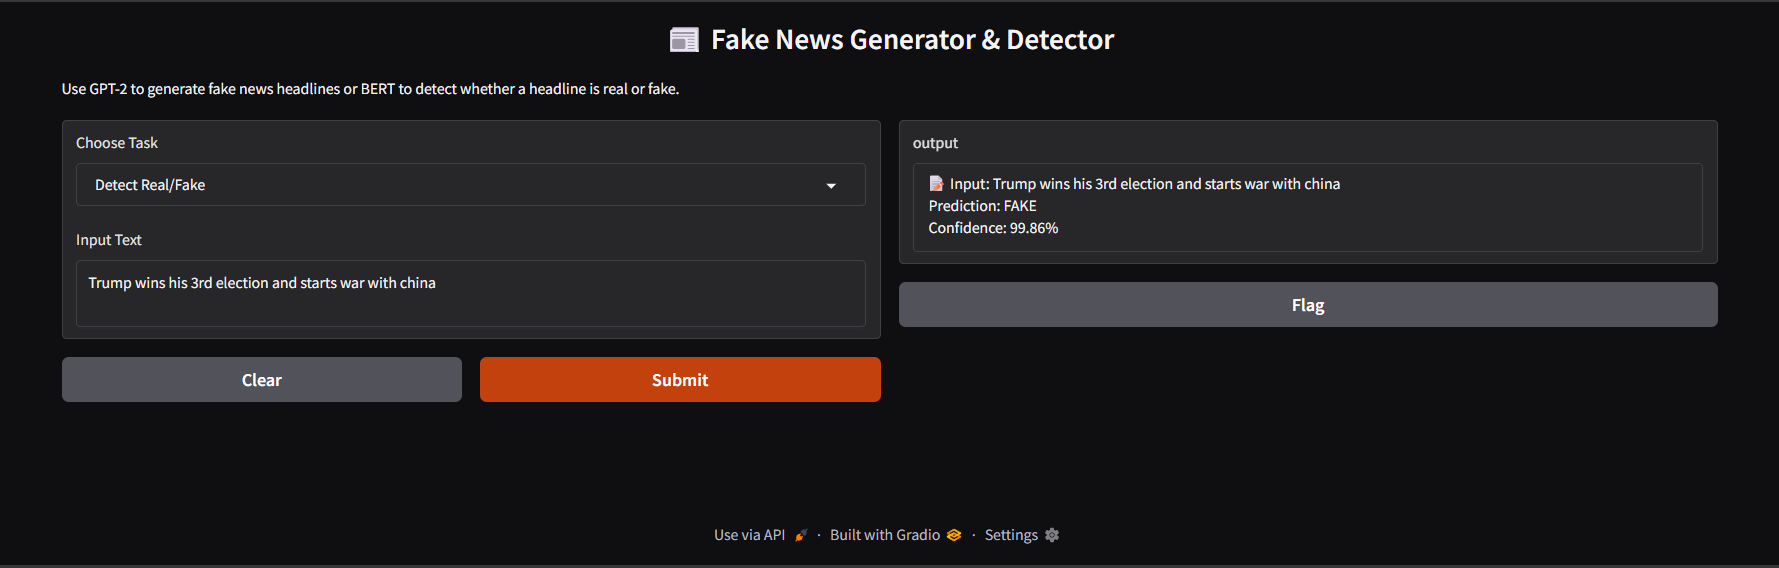 Fake News Generator & Detector
Use GPT-2 to generate fake news headlines or BERT to detect whether a headline is real or fake.
Choose Task
Detect Real/Fake
Input Text
Trump wins his 3rd election and starts war with china
Clear
Submit
output
Input: Trump wins his 3rd election and starts war with china
Prediction: FAKE
Confidence: 99.86%
Flag
Use via API · Built with Gradio · Settings